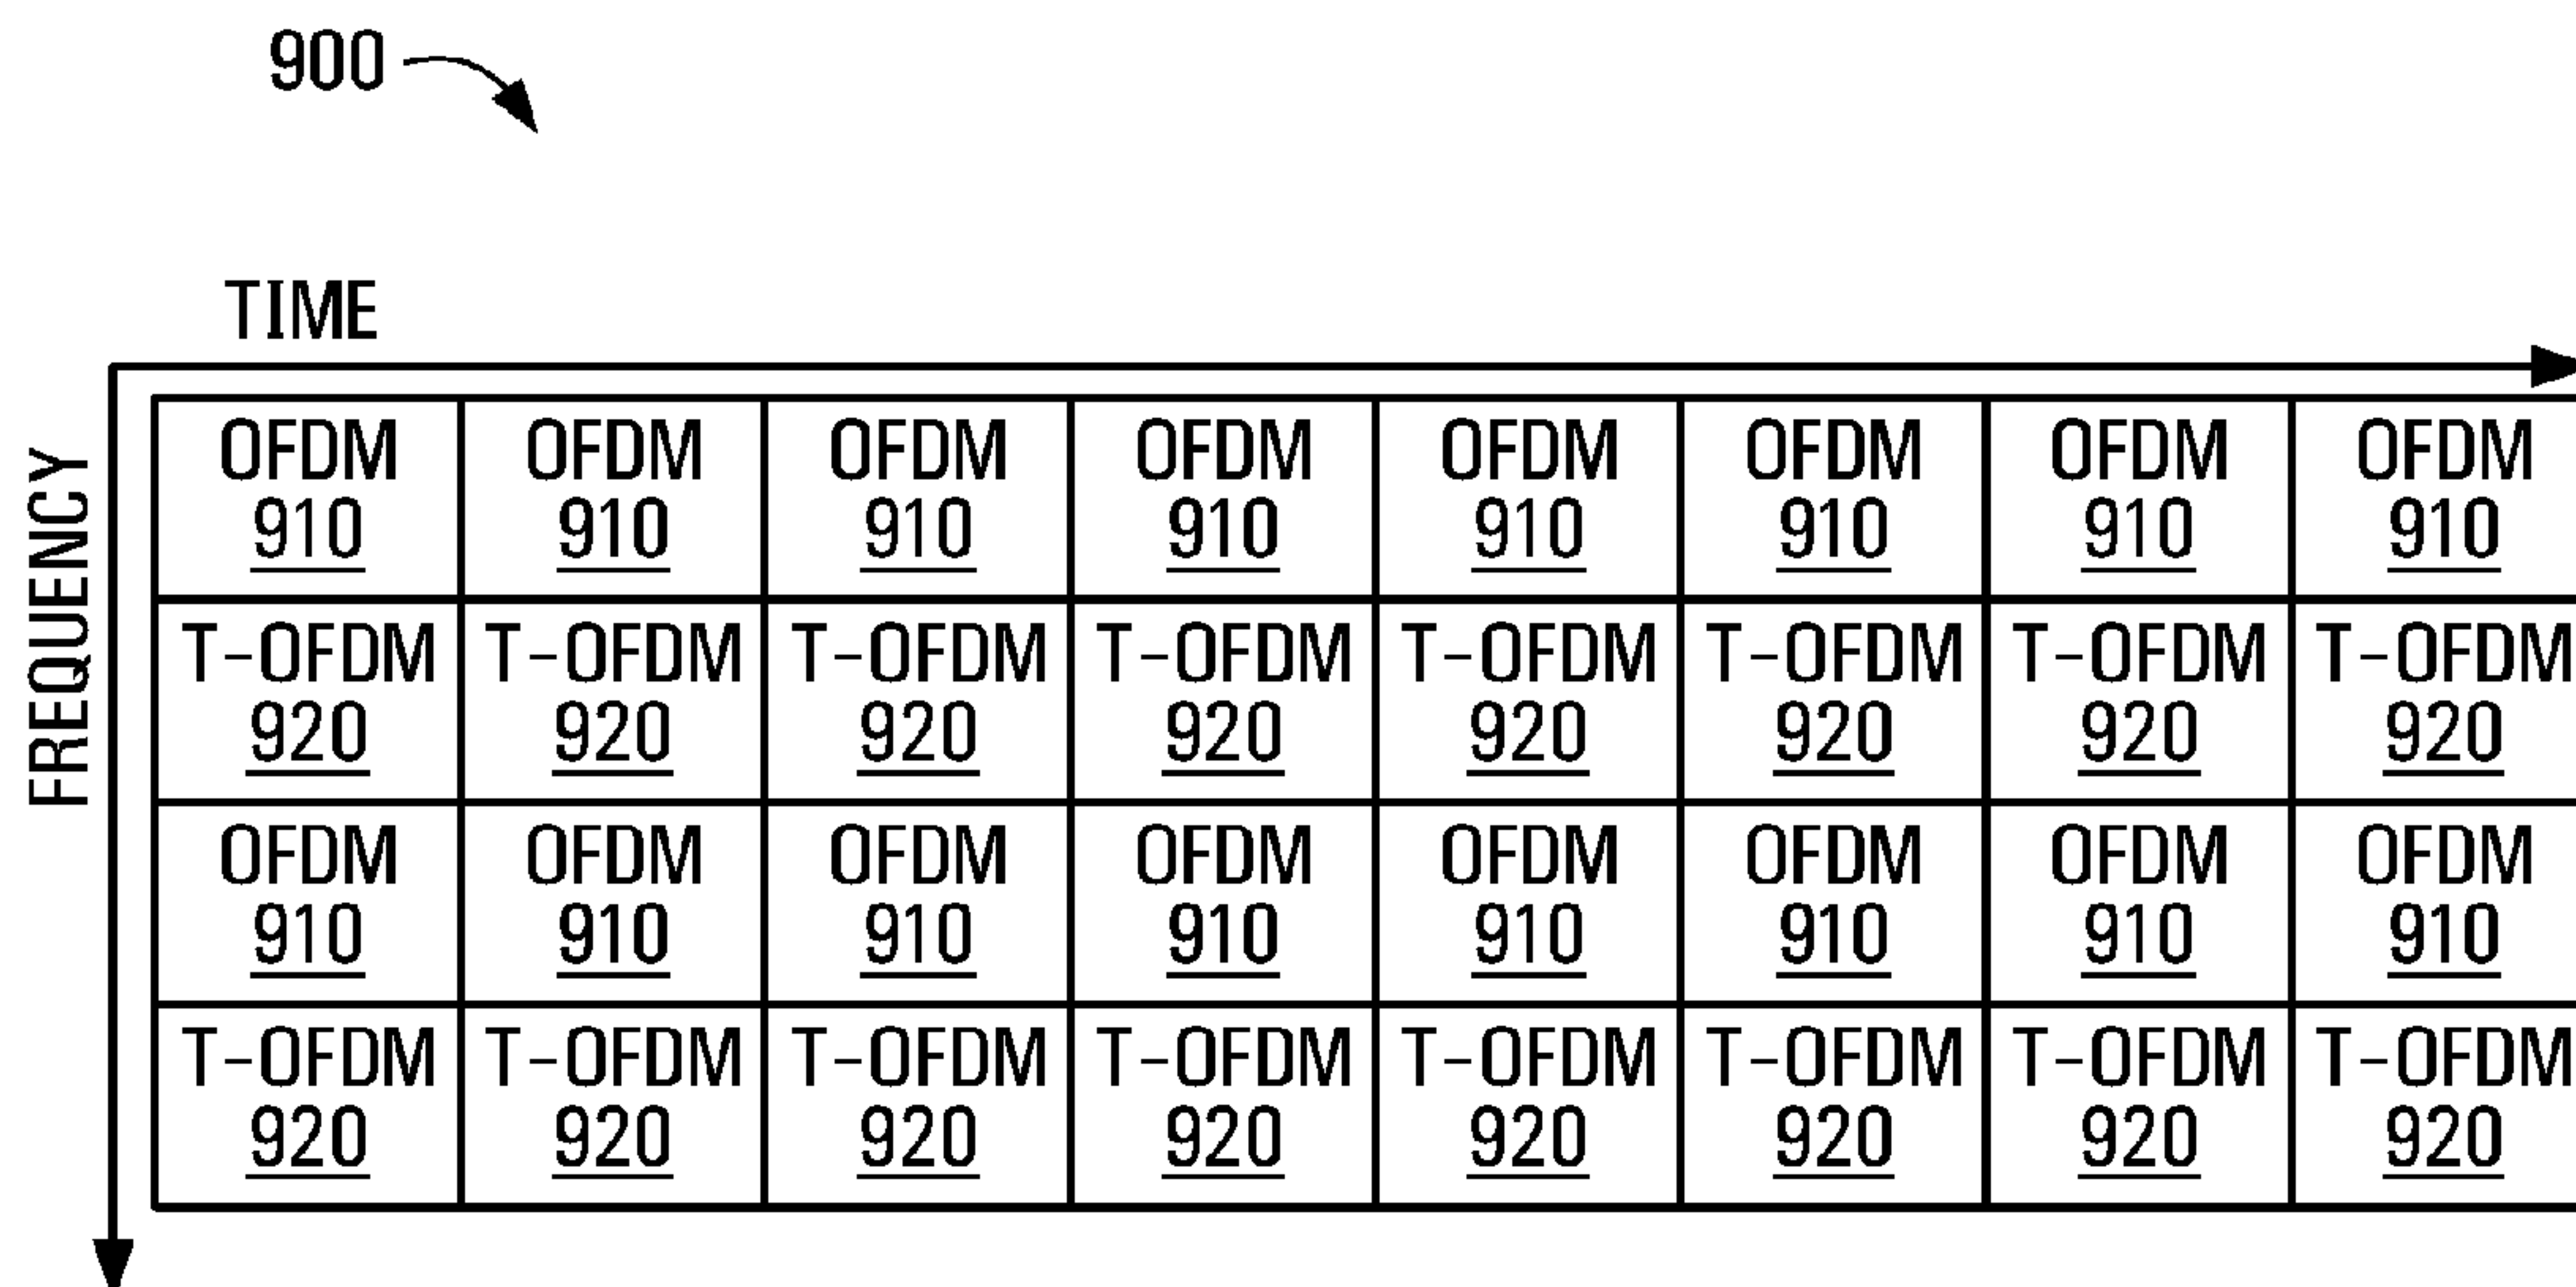 900
TIME
FREQUENCY
OFDM OFDM OFDM OFDM OFDM OFDM OFDM OFDM
910 910 910 910 910 910 910 910
T-OFDM T-OFDM T-OFDM T-OFDM T-OFDM T-OFDM T-OFDM T-OFDM
920 920 920 920 920 920 920 920
OFDM OFDM OFDM OFDM OFDM OFDM OFDM OFDM
910 910 910 910 910 910 910 910
T-OFDM T-OFDM T-OFDM T-OFDM T-OFDM T-OFDM T-OFDM T-OFDM
920 920 920 920 920 920 920 920